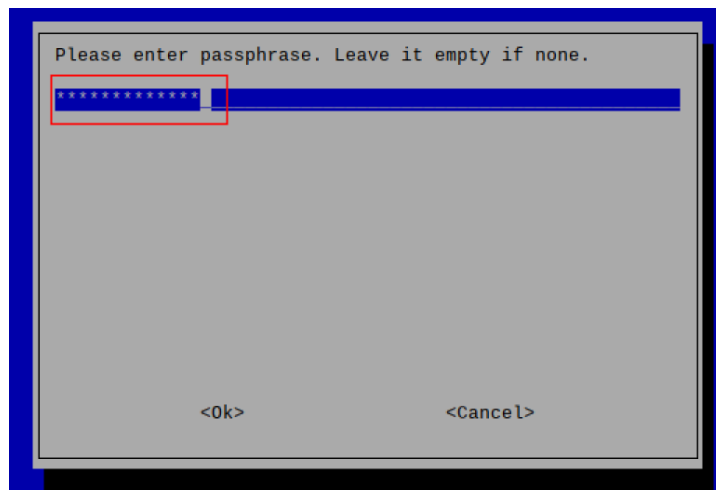 Please enter passphrase. Leave it empty if none.
*************
<Ok> <Cancel>